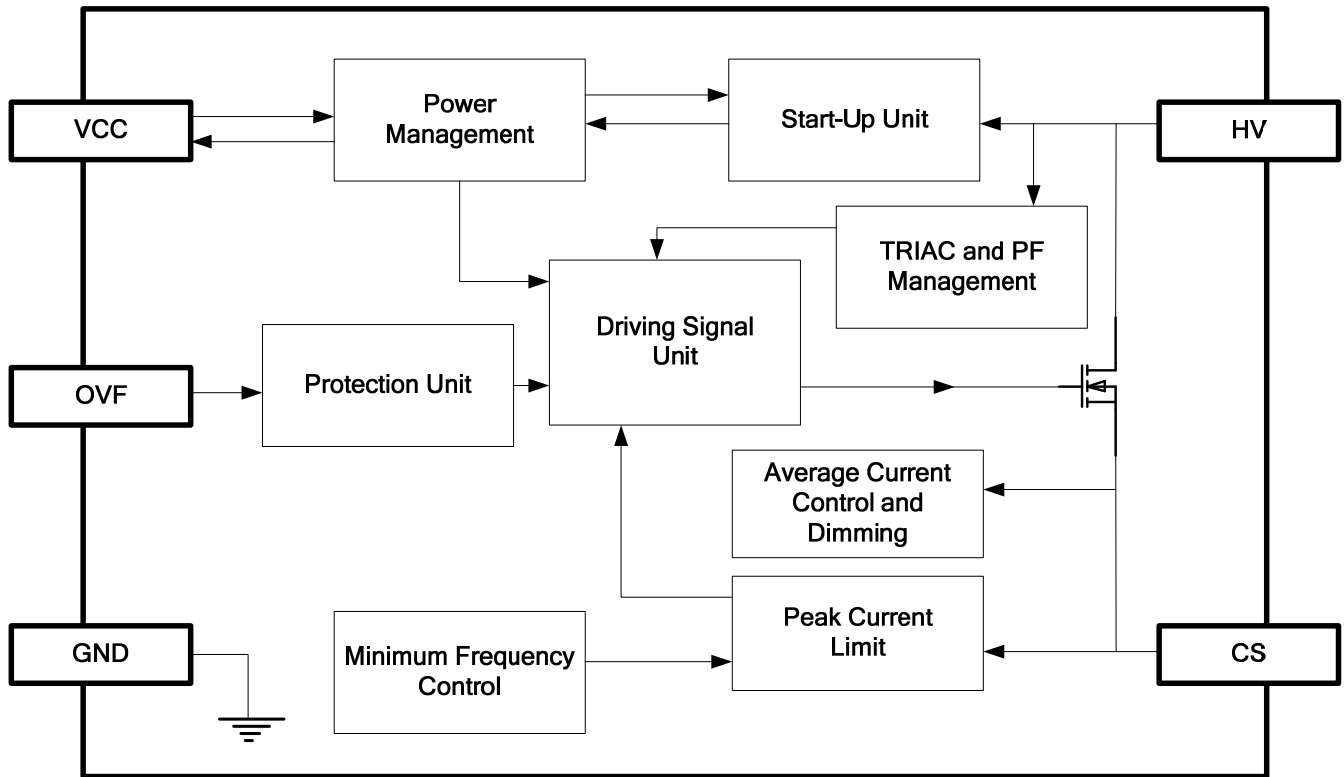 VCC
Power
Management
Start-Up Unit
HV
TRIAC and PF
Management
Driving Signal
Unit
OVF
Protection Unit
Average Current
Control and
Dimming
GND
Minimum Frequency
Control
Peak Current
Limit
CS